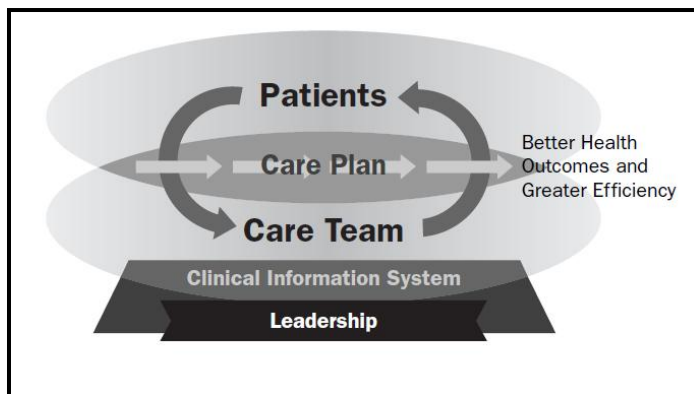 Patients
Care Plan
Better Health
Outcomes and
Greater Efficiency
Care Team
Clinical Information System
Leadership